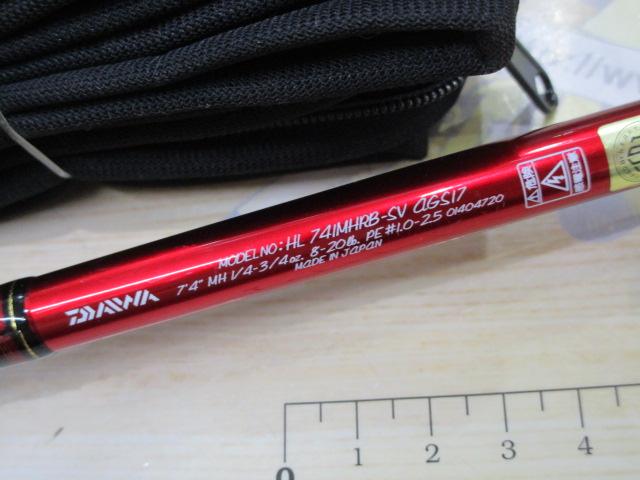 DAIWA
MODEL NO: HL 741MHRB-SV AGS17
7'4" MH 1/4-3/4oz. 8-20lb. PE #1.0-2.5 01404720
MADE IN JAPAN
0 1 2 3 4